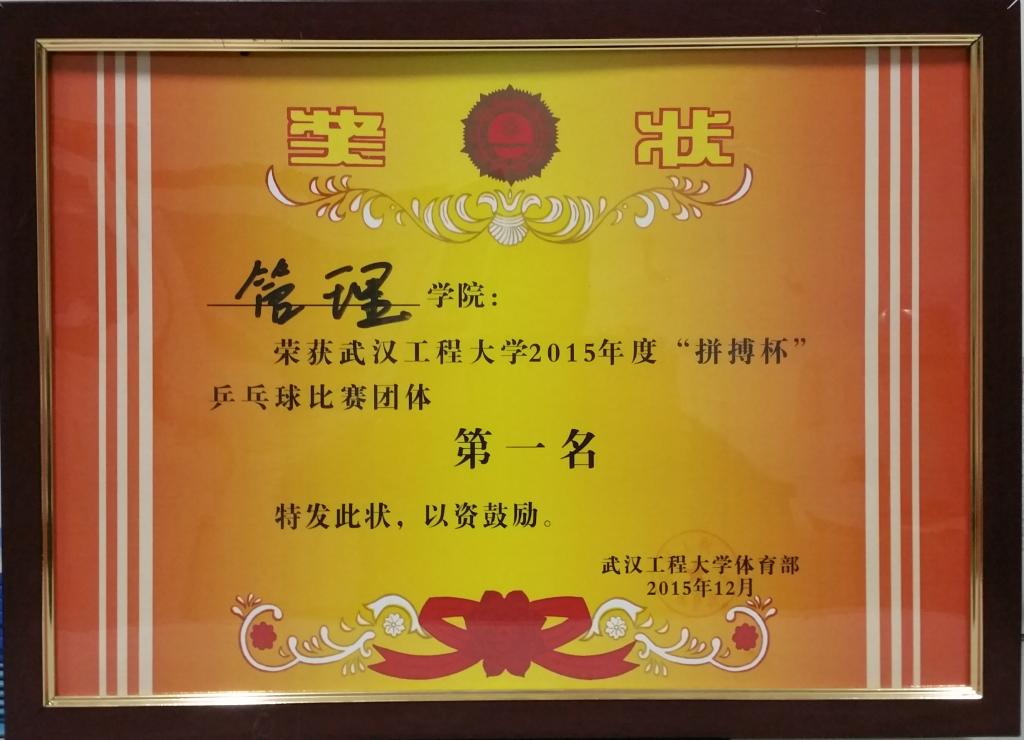 奖状
管理学院：
荣获武汉工程大学2015年度“拼搏杯”
乒乓球比赛团体
第一名
特发此状，以资鼓励。
武汉工程大学体育部
2015年12月